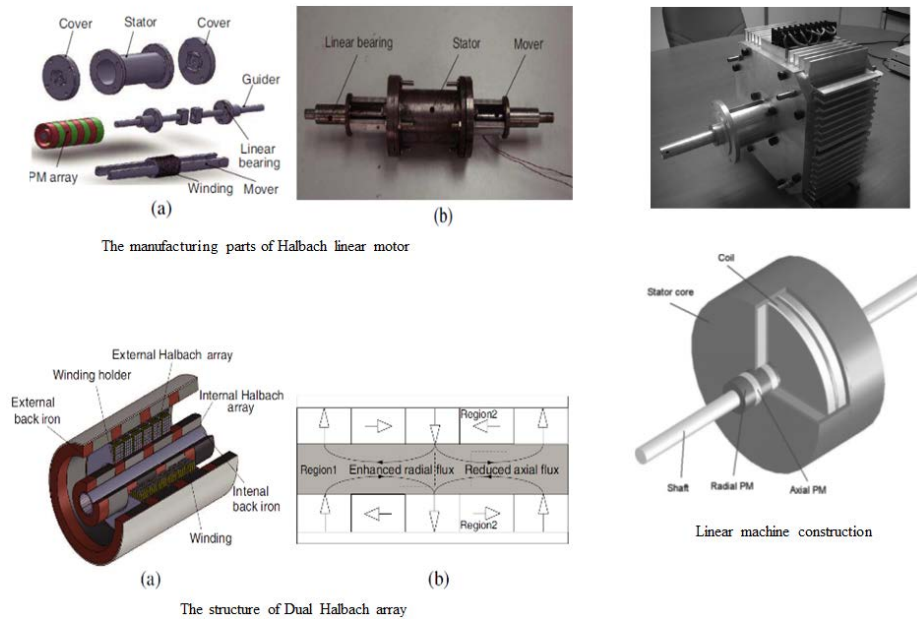 Cover
Stator
Cover
Guider
Linear
bearing
PM array
Winding
Mover
(a)
Linear bearing
Stator
Mover
(b)
The manufacturing parts of Halbach linear motor
External Halbach array
Winding holder
External
back iron
Internal Halbach
array
Intenal
back iron
Winding
(a)
Region2
Region1
Enhanced radial flux
Reduced axial flux
Region2
(b)
The structure of Dual Halbach array
Coil
Stator core
Shaft
Radial PM
Axial PM
Linear machine construction